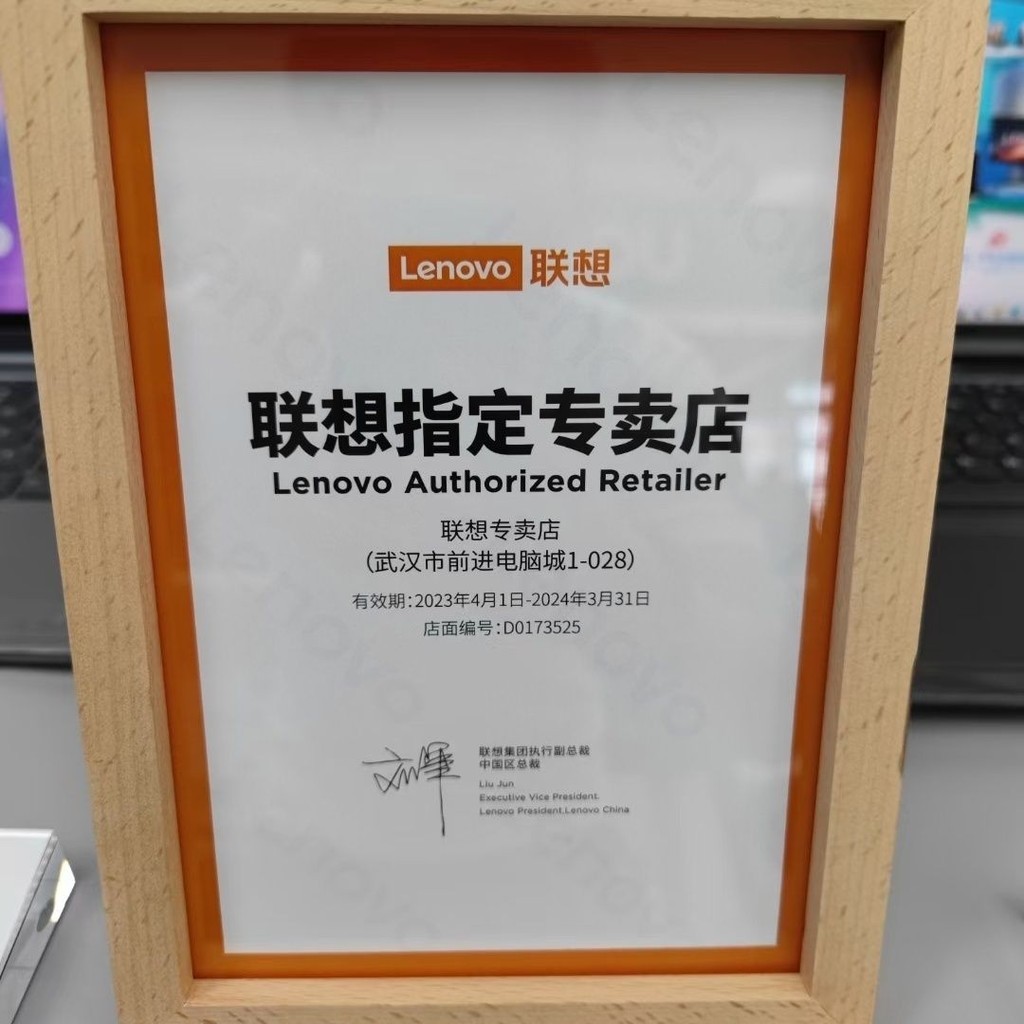 Lenovo 联想
联想指定专卖店
Lenovo Authorized Retailer
联想专卖店
（武汉市前进电脑城1-028）
有效期：2023年4月1日-2024年3月31日
店面编号：D0173525
联想集团执行副总裁
中国区总裁
Liu Jun
Executive Vice President.
Lenovo President,Lenovo China